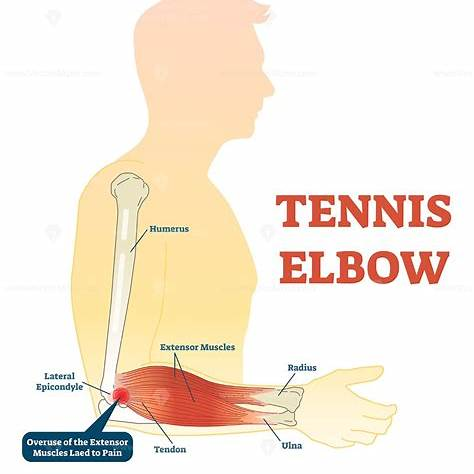 TENNIS
ELBOW
Humerus
Extensor Muscles
Radius
Lateral
Epicondyle
Overuse of the Extensor
Muscles Laed to Pain
Tendon
Ulna